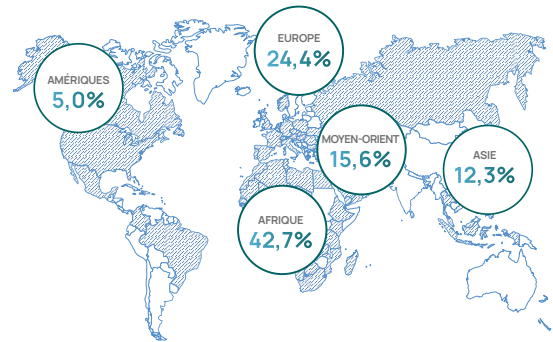 EUROPE
24,4%
AMÉRIQUES
5,0%
MOYEN-ORIENT
15,6%
ASIE
12,3%
AFRIQUE
42,7%